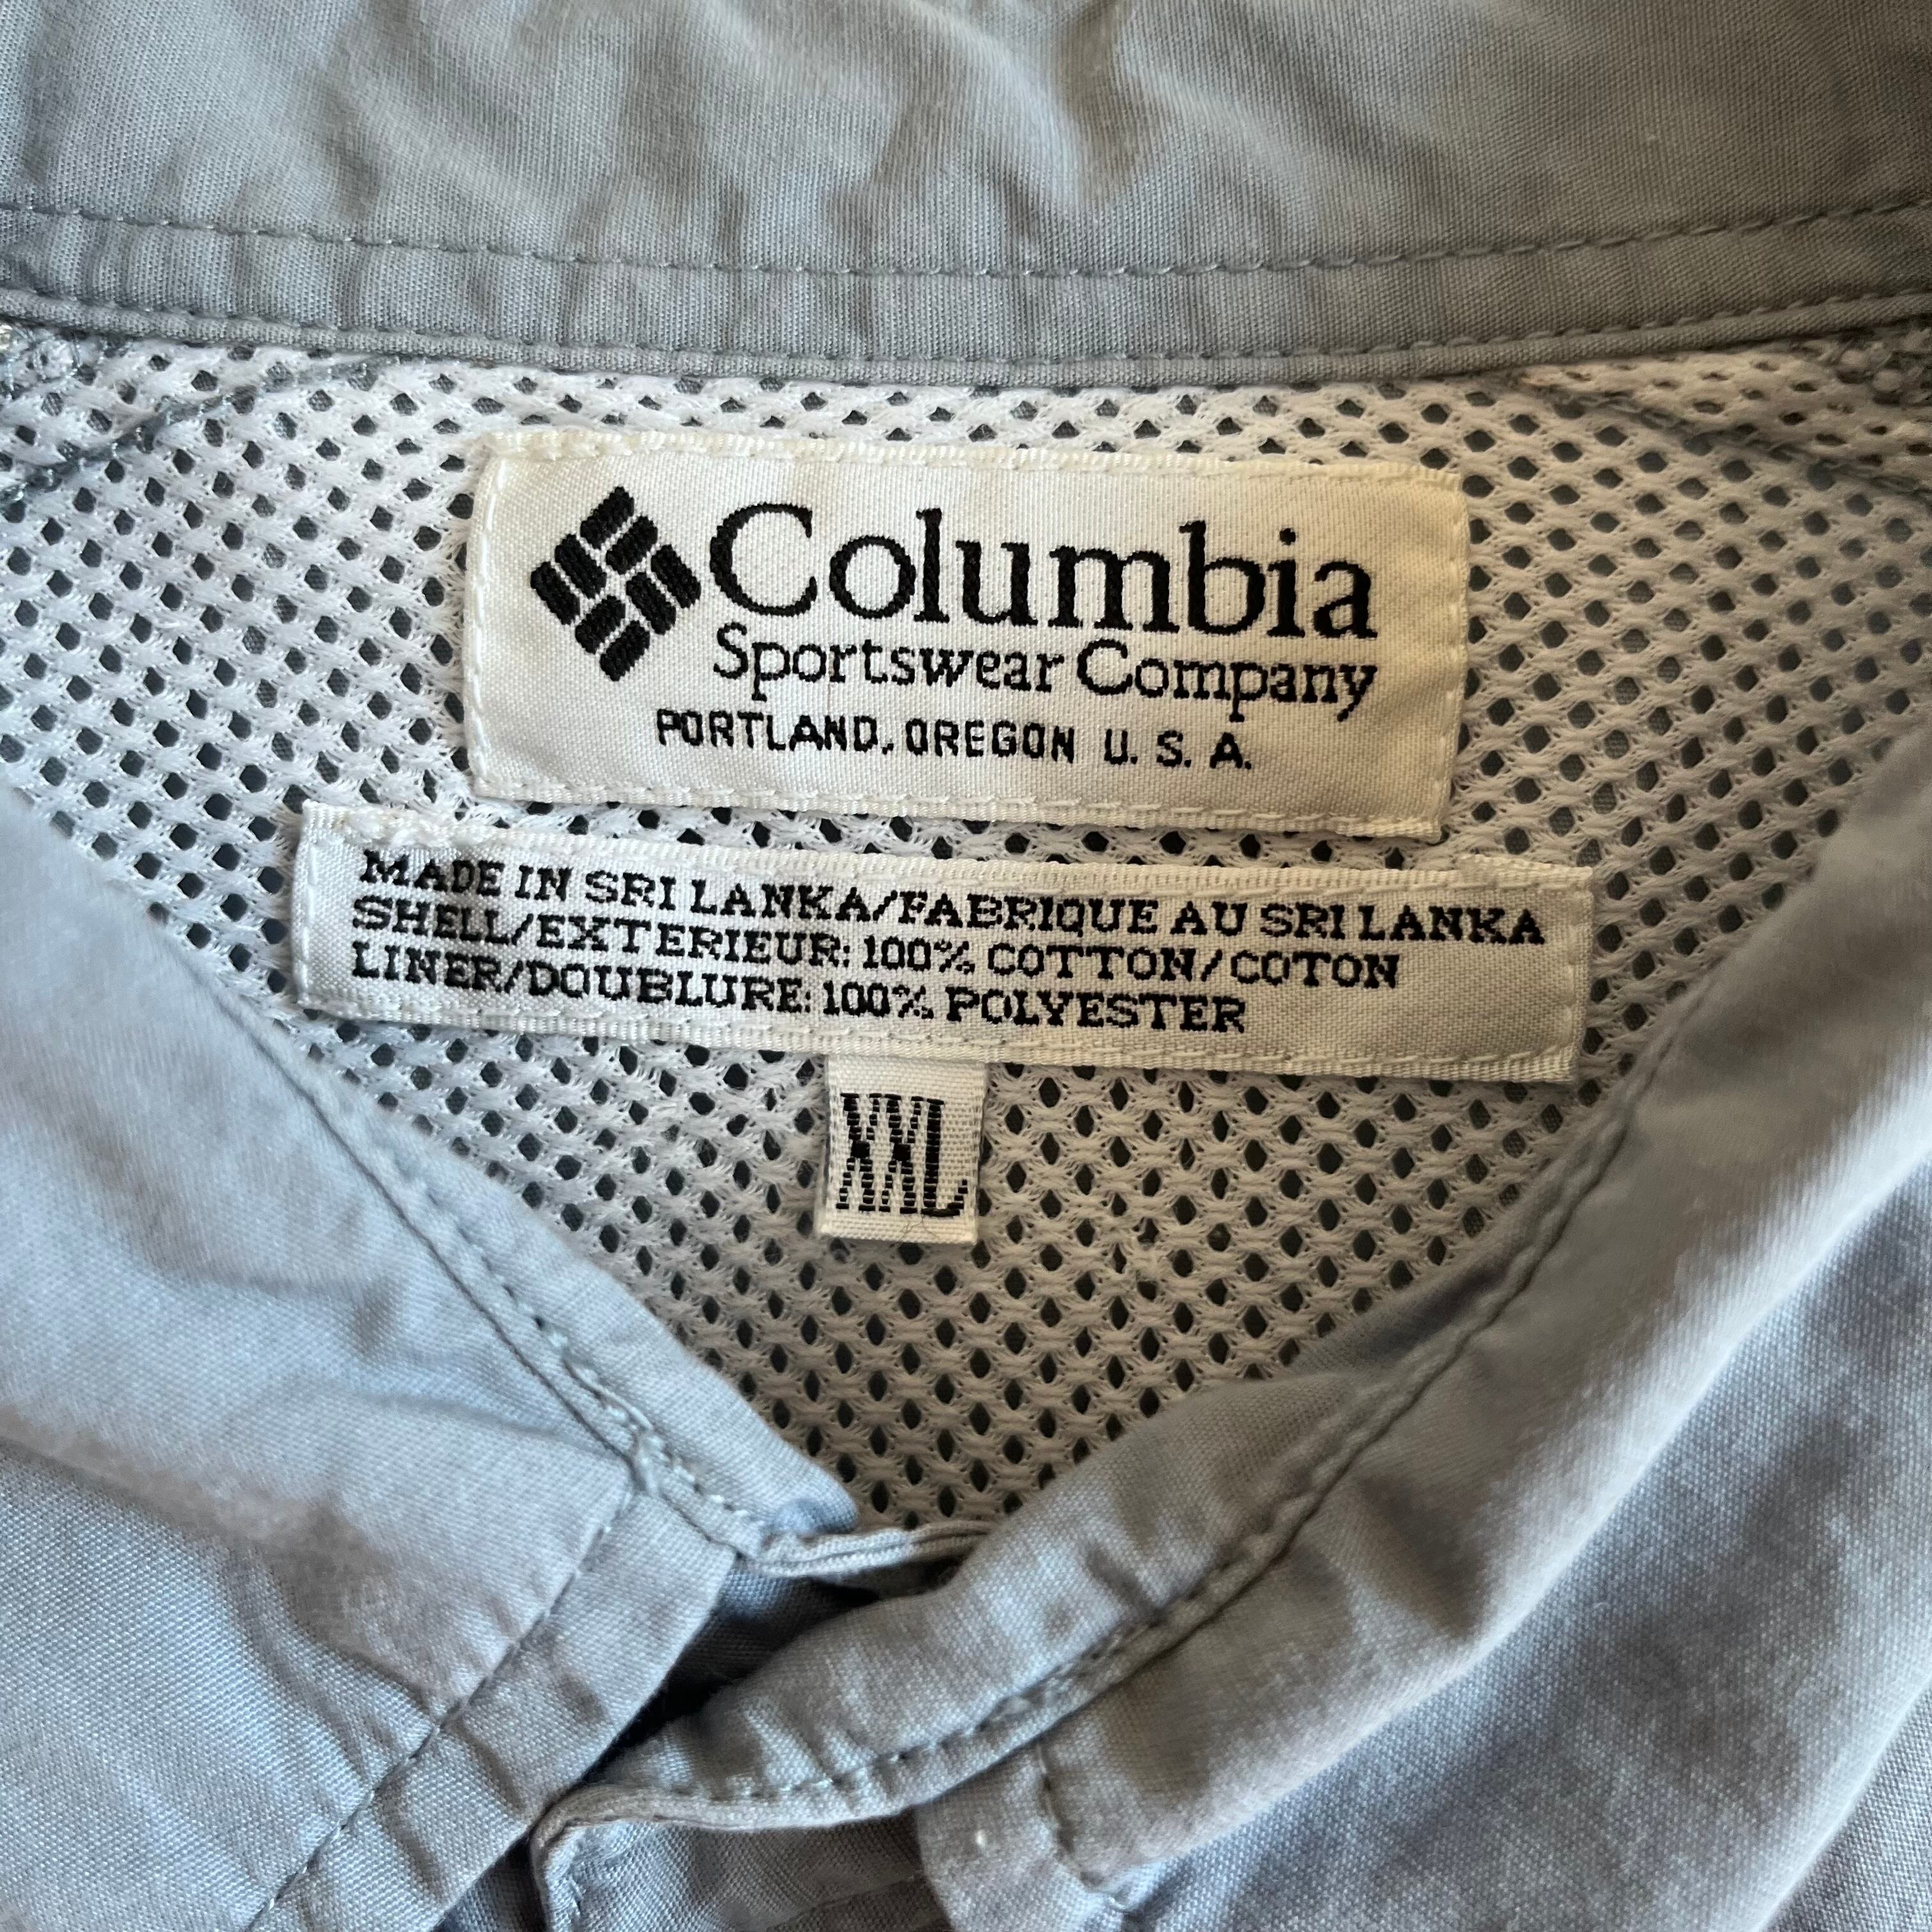 Columbia
Sportswear Company
PORTLAND, OREGON U. S. A.
MADE IN SRI LANKA/FABRIQUE AU SRI LANKA
SHELL/EXTERIEUR: 100% COTTON/COTON
LINER/DOUBLURE: 100% POLYESTER
XXL